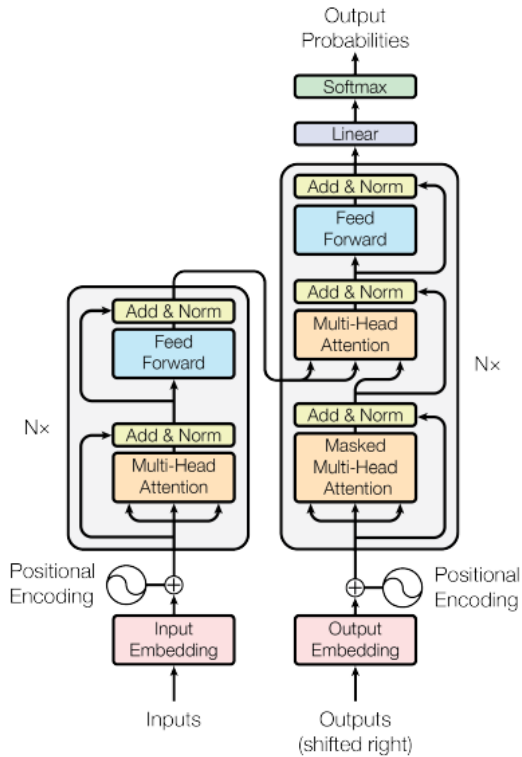 Output
Probabilities
Softmax
Linear
Add & Norm
Feed
Forward
Add & Norm
Multi-Head
Attention
Add & Norm
Masked
Multi-Head
Attention
N×
Positional
Encoding
Output
Embedding
Outputs
(shifted right)
Add & Norm
Feed
Forward
Add & Norm
Multi-Head
Attention
N×
Positional
Encoding
Input
Embedding
Inputs